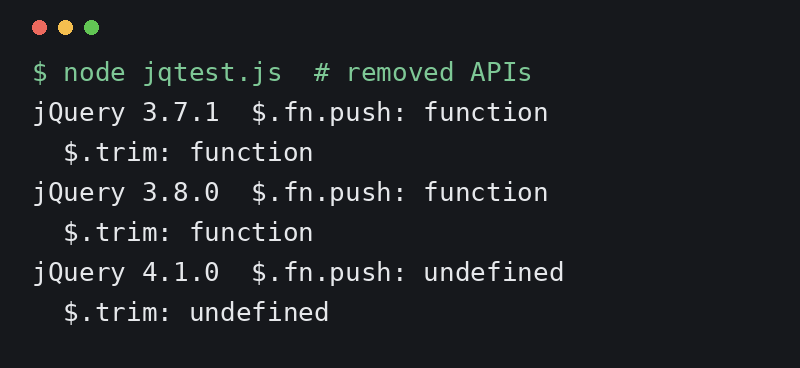 $ node jqtest.js  # removed APIs
jQuery 3.7.1  $.fn.push: function
  $.trim: function
jQuery 3.8.0  $.fn.push: function
  $.trim: function
jQuery 4.1.0  $.fn.push: undefined
  $.trim: undefined